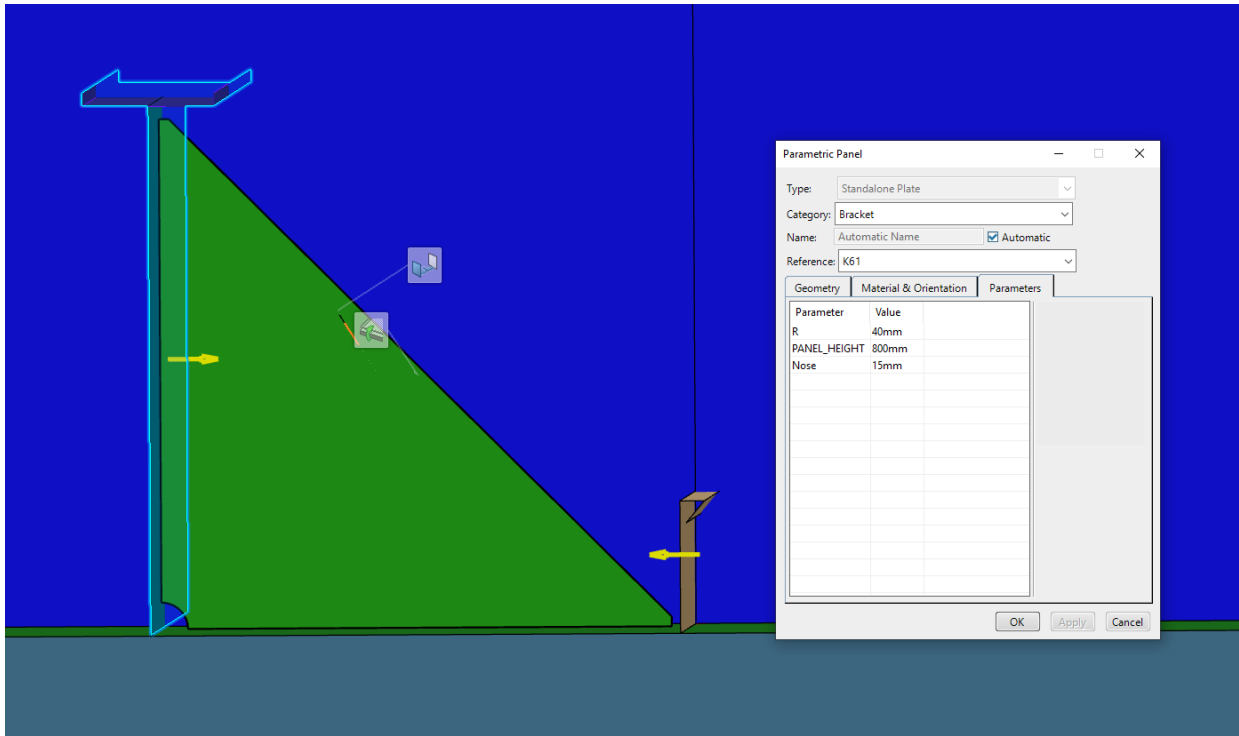 Parametric Panel
Type: Standalone Plate
Category: Bracket
Name: Automatic Name Automatic
Reference: K61
Geometry Material & Orientation Parameters
Parameter Value
R 40mm
PANEL_HEIGHT 800mm
Nose 15mm
OK Apply Cancel